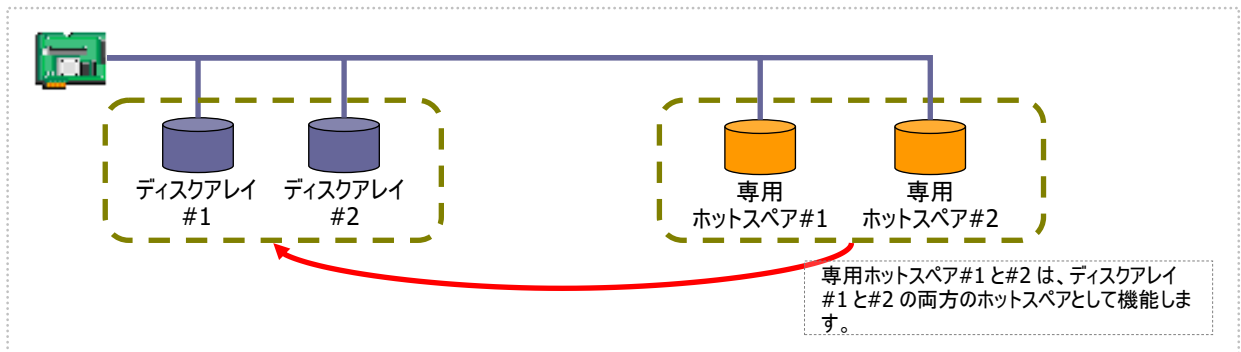 ディスクアレイ
#1
ディスクアレイ
#2
専用
ホットスペア#1
専用
ホットスペア#2
専用ホットスペア#1 と#2 は、ディスクアレイ
#1 と#2 の両方のホットスペアとして機能しま
す。